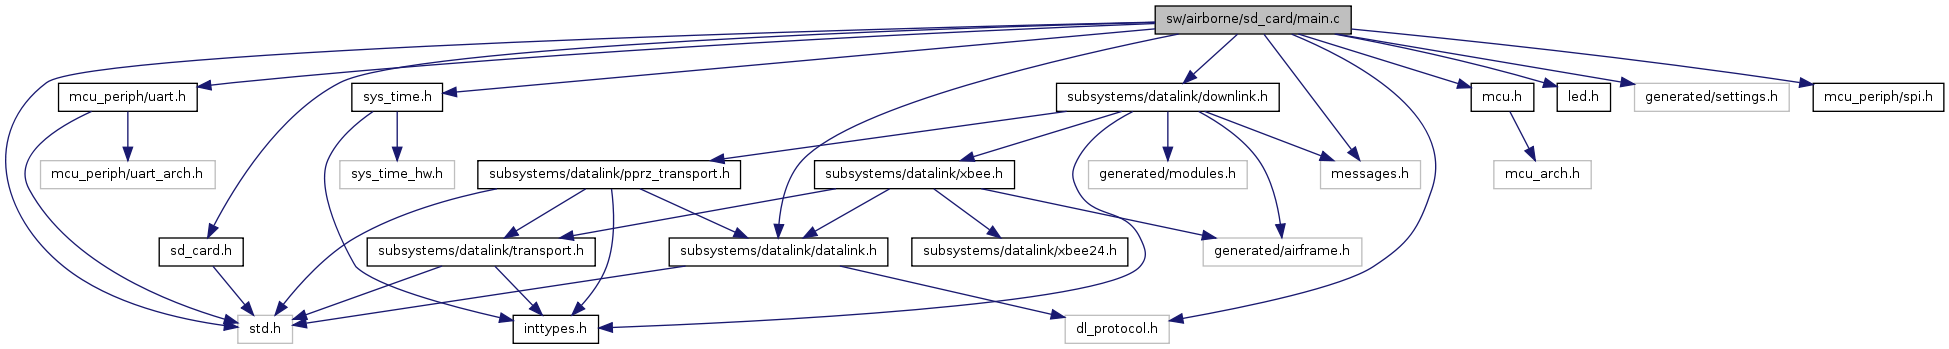 sw/airborne/sd_card/main.c
mcu_periph/uart.h
sys_time.h
subsystems/datalink/downlink.h
mcu.h
led.h
generated/settings.h
mcu_periph/spi.h
mcu_periph/uart_arch.h
sys_time_hw.h
subsystems/datalink/pprz_transport.h
subsystems/datalink/xbee.h
generated/modules.h
messages.h
mcu_arch.h
sd_card.h
subsystems/datalink/transport.h
subsystems/datalink/datalink.h
subsystems/datalink/xbee24.h
generated/airframe.h
std.h
inttypes.h
dl_protocol.h